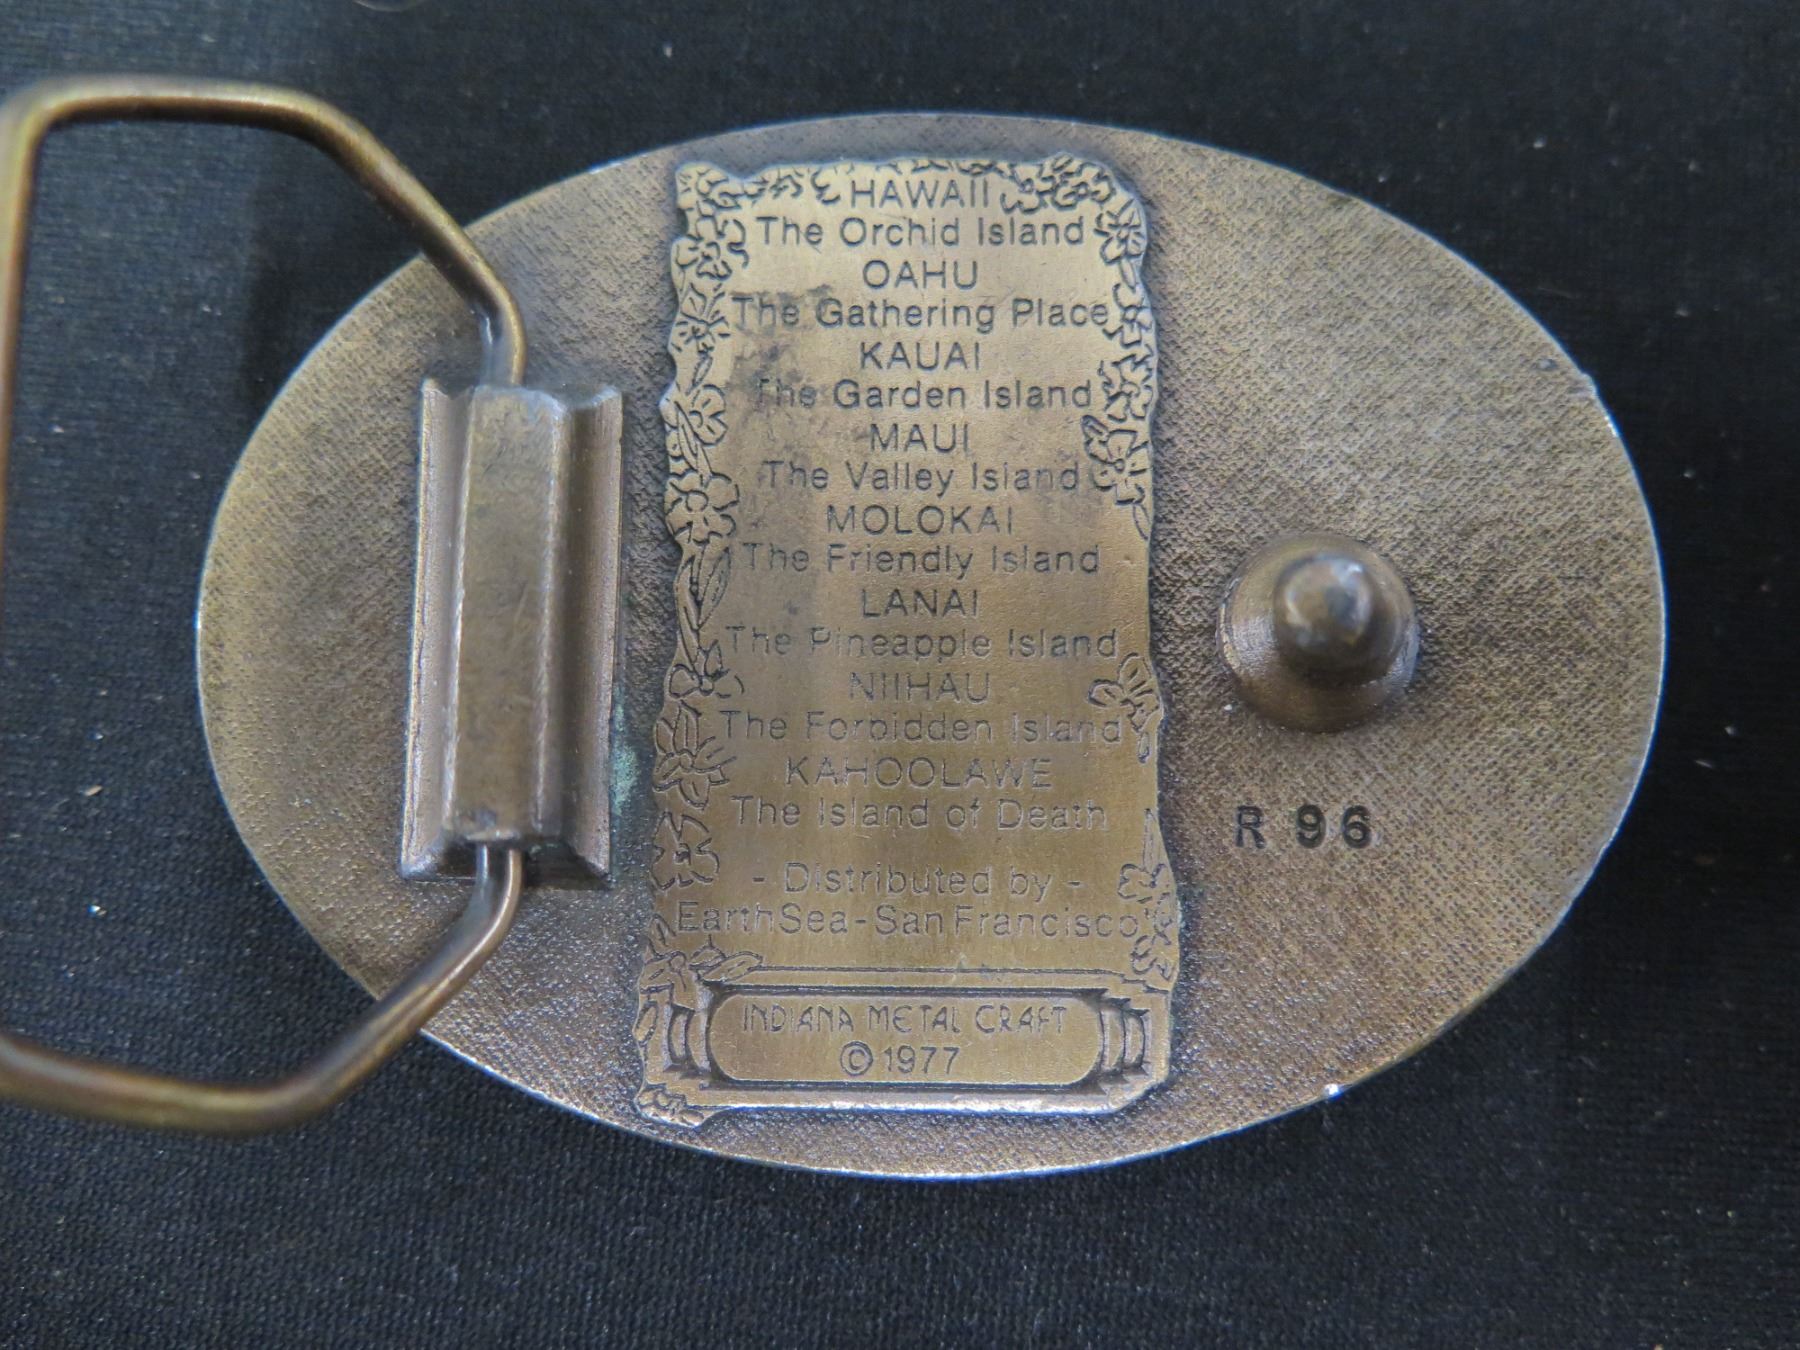 HAWAII
The Orchid Island
OAHU
The Gathering Place
KAUAI
The Garden Island
MAUI
The Valley Island
MOLOKAI
The Friendly Island
LANAI
The Pineapple Island
NIIHAU
The Forbidden Island
KAHOOLAWE
The Island of Death
- Distributed by -
EarthSea-San Francisco
INDIANA METAL CRAFT
©1977
R 96